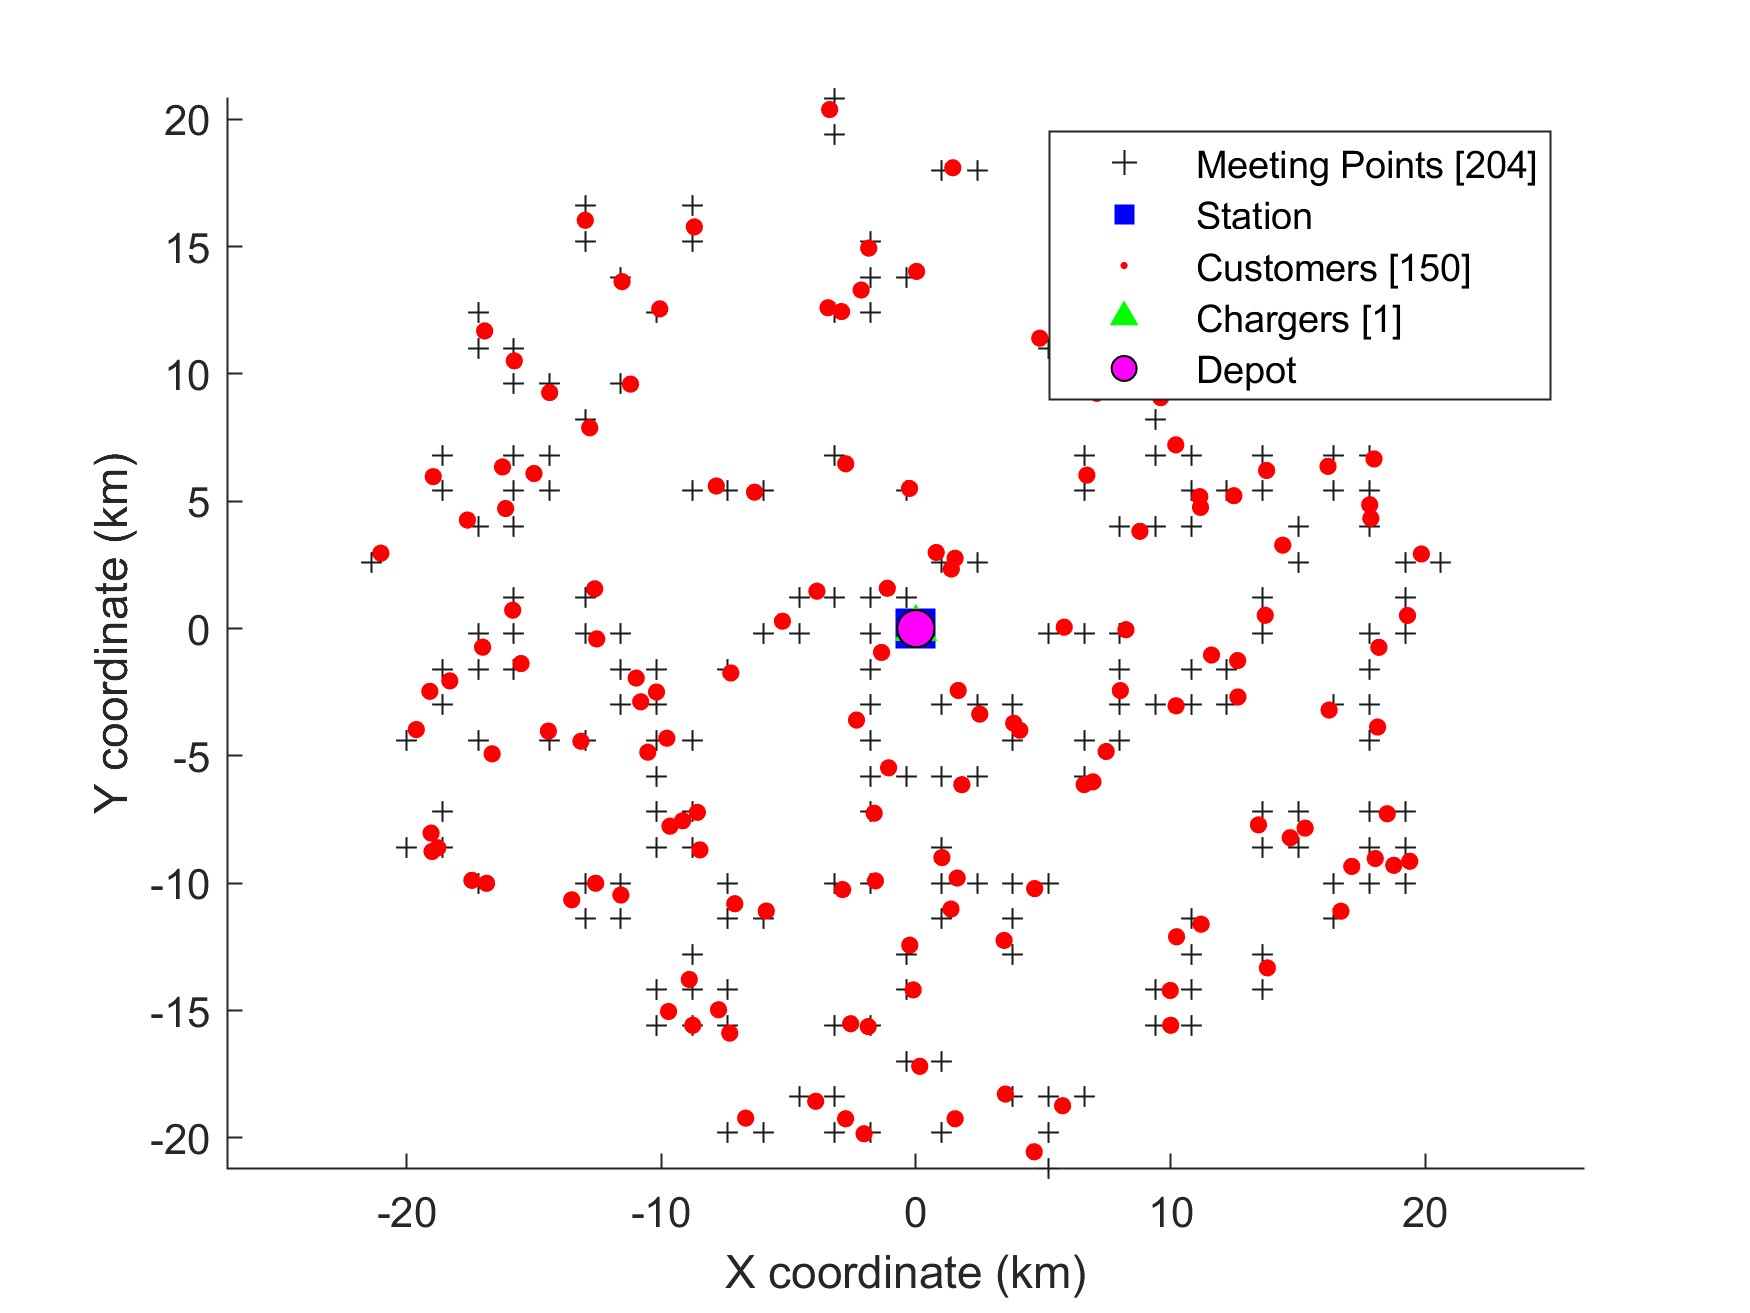 20
15
10
5
0
-5
-10
-15
-20
Y coordinate (km)
Meeting Points [204]
Station
Customers [150]
Chargers [1]
Depot
-20 -10 0 10 20
X coordinate (km)